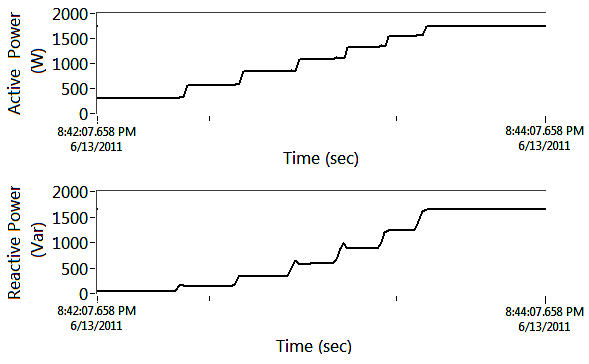 Active Power
(W)
2000
1500
1000
500
0
8:42:07.658 PM
6/13/2011
8:44:07.658 PM
6/13/2011
Time (sec)
Reactive Power
(Var)
2000
1500
1000
500
0
8:42:07.658 PM
6/13/2011
8:44:07.658 PM
6/13/2011
Time (sec)